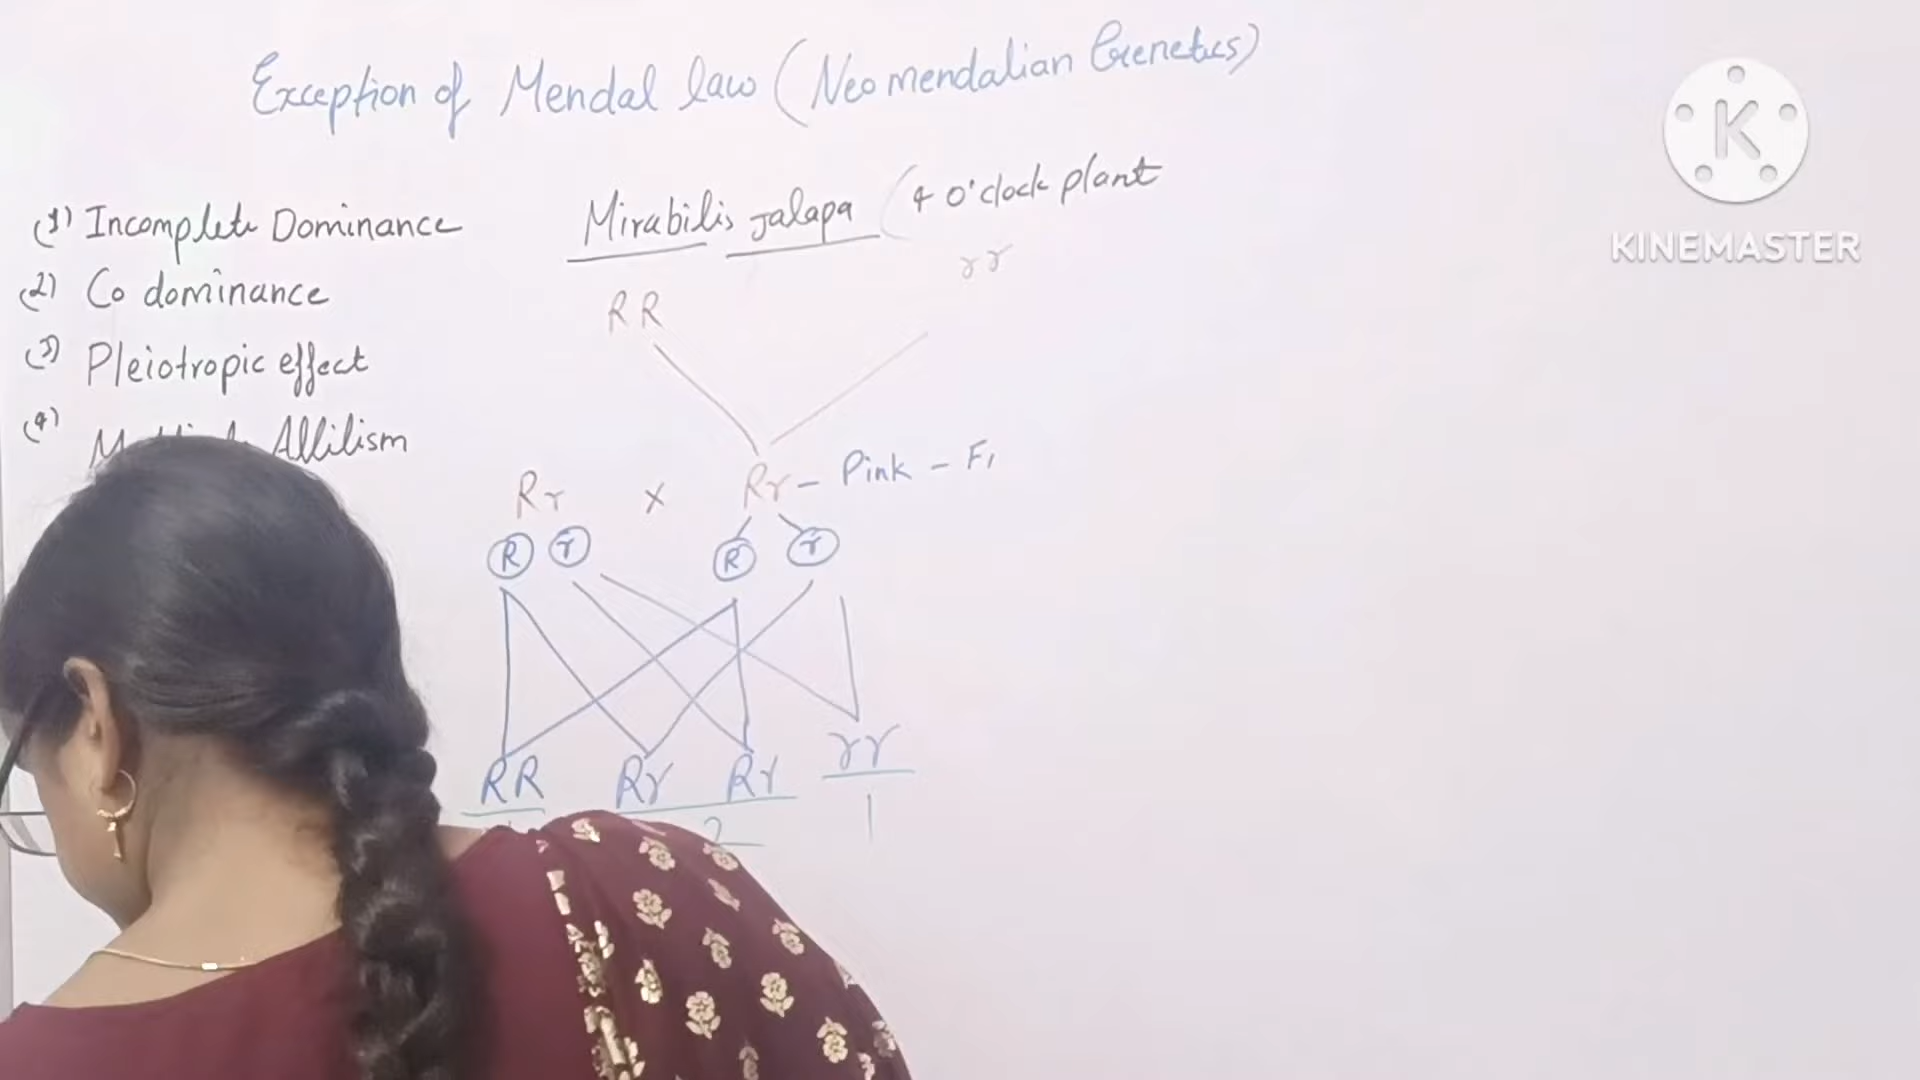 Exception of Mendal law (Neo mendalian Genetics)
(1) Incomplete Dominance
(2) Co dominance
(3) Pleiotropic effect
(4) Allilism
Mirabilis jalapa (4 O'clock plant
RR rr
Rr x Rr - Pink - F1
R r R r
RR Rr Rr rr
2 1
K
KINEMASTER